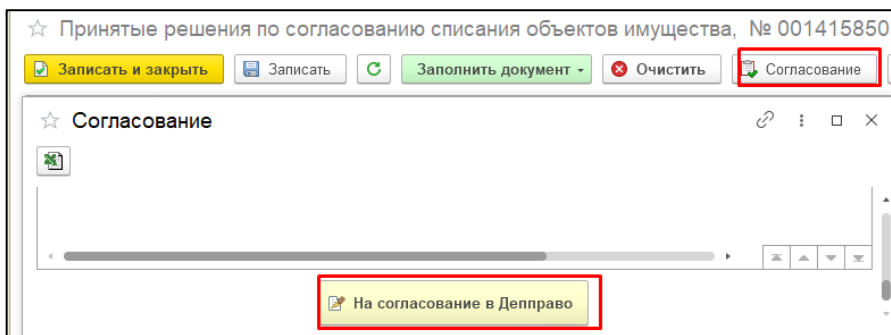 Принятые решения по согласованию списания объектов имущества, № 001415850
Записать и закрыть Записать Заполнить документ Очистить Согласование
Согласование
На согласование в Депправо